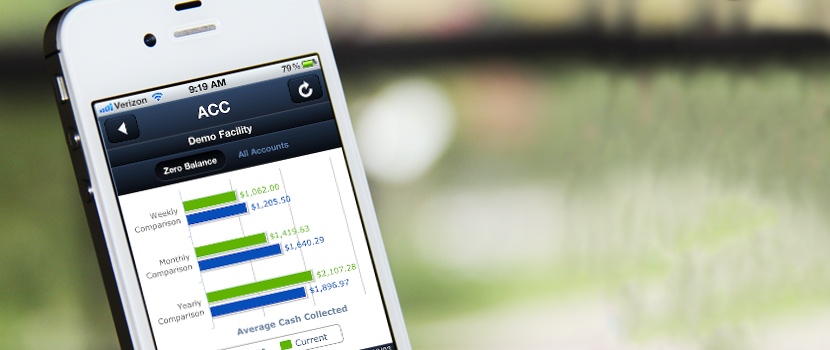 Verizon 9:19 AM 79%
ACC
Demo Facility
Zero Balance All Accounts
Weekly Comparison $1,062.00
$1,205.50
Monthly Comparison $1,419.63
$1,640.29
Yearly Comparison $2,107.28
$1,896.97
Average Cash Collected
Current